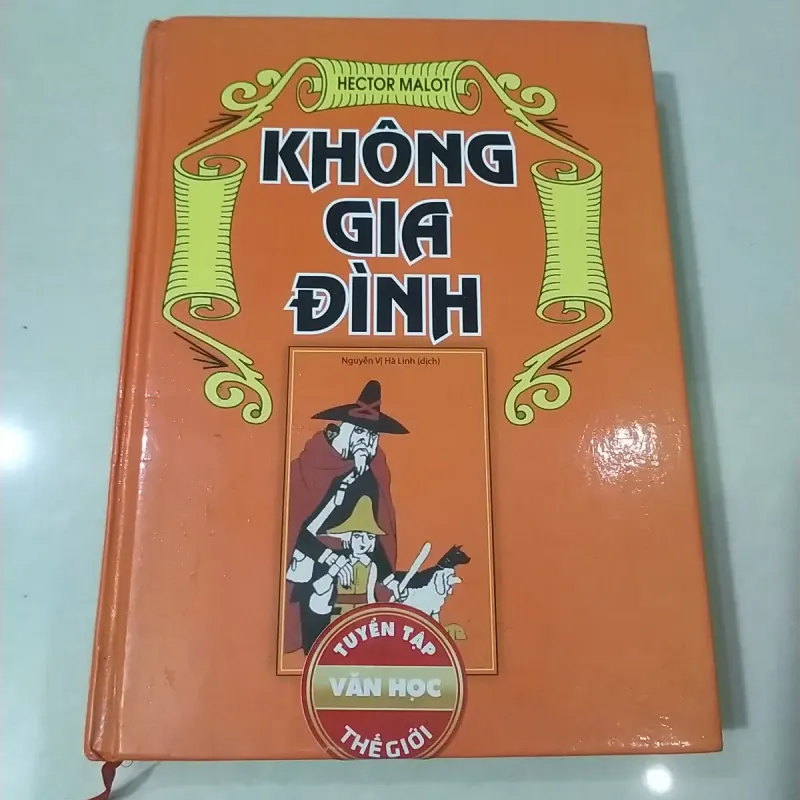 HECTOR MALOT
KHÔNG
GIA
ĐÌNH
Nguyễn Vị Hà Linh (dịch)
TUYỂN TẬP
VĂN HỌC
THẾ GIỚI